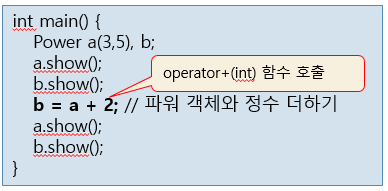 int main() {
Power a(3,5), b;
a.show();
b.show();
operator+(int) 함수 호출
b = a + 2; // 파워 객체와 정수 더하기
a.show();
b.show();
}